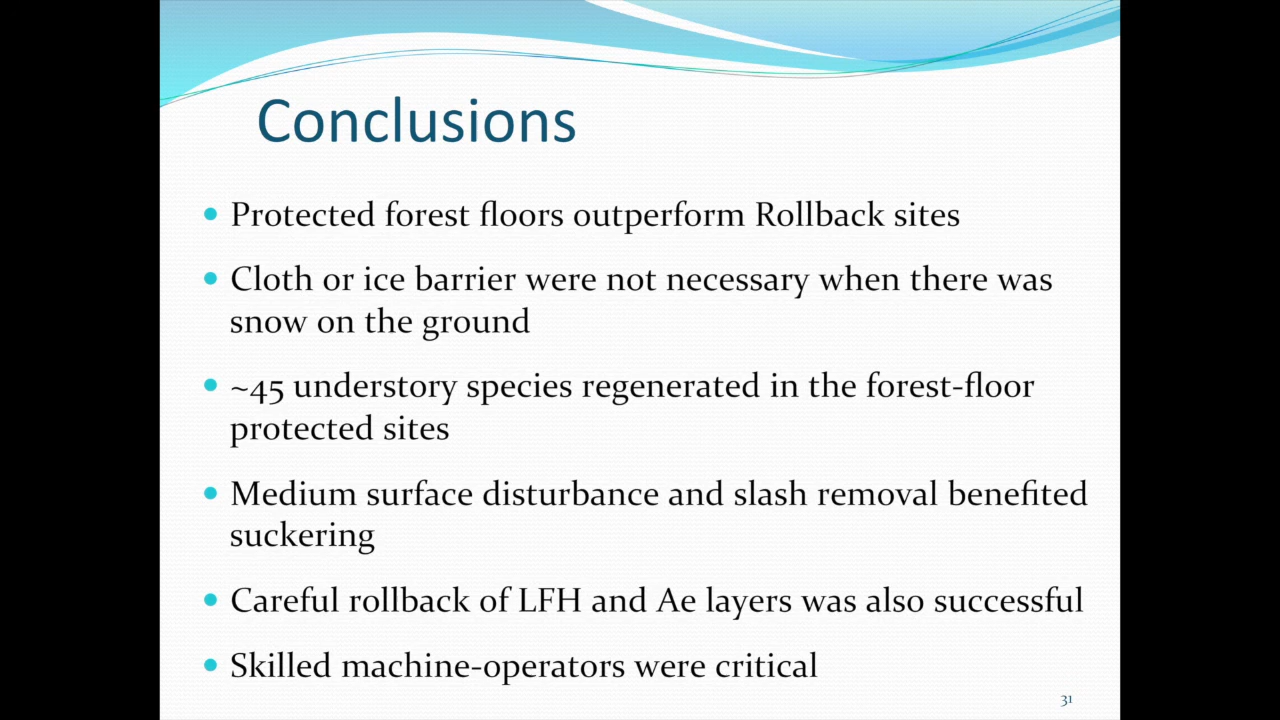 Conclusions
Protected forest floors outperform Rollback sites
Cloth or ice barrier were not necessary when there was
snow on the ground
~45 understory species regenerated in the forest-floor
protected sites
Medium surface disturbance and slash removal benefited
suckering
Careful rollback of LFH and Ae layers was also successful
Skilled machine-operators were critical
31